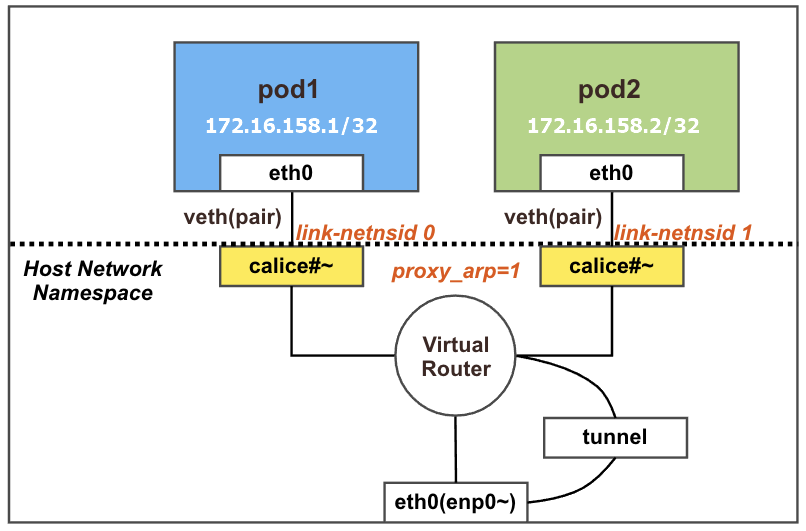 pod1
172.16.158.1/32
eth0
pod2
172.16.158.2/32
eth0
veth(pair)
link-netnsid 0
veth(pair)
link-netnsid 1
Host Network
Namespace
calice#~
proxy_arp=1
calice#~
Virtual
Router
tunnel
eth0(enp0~)